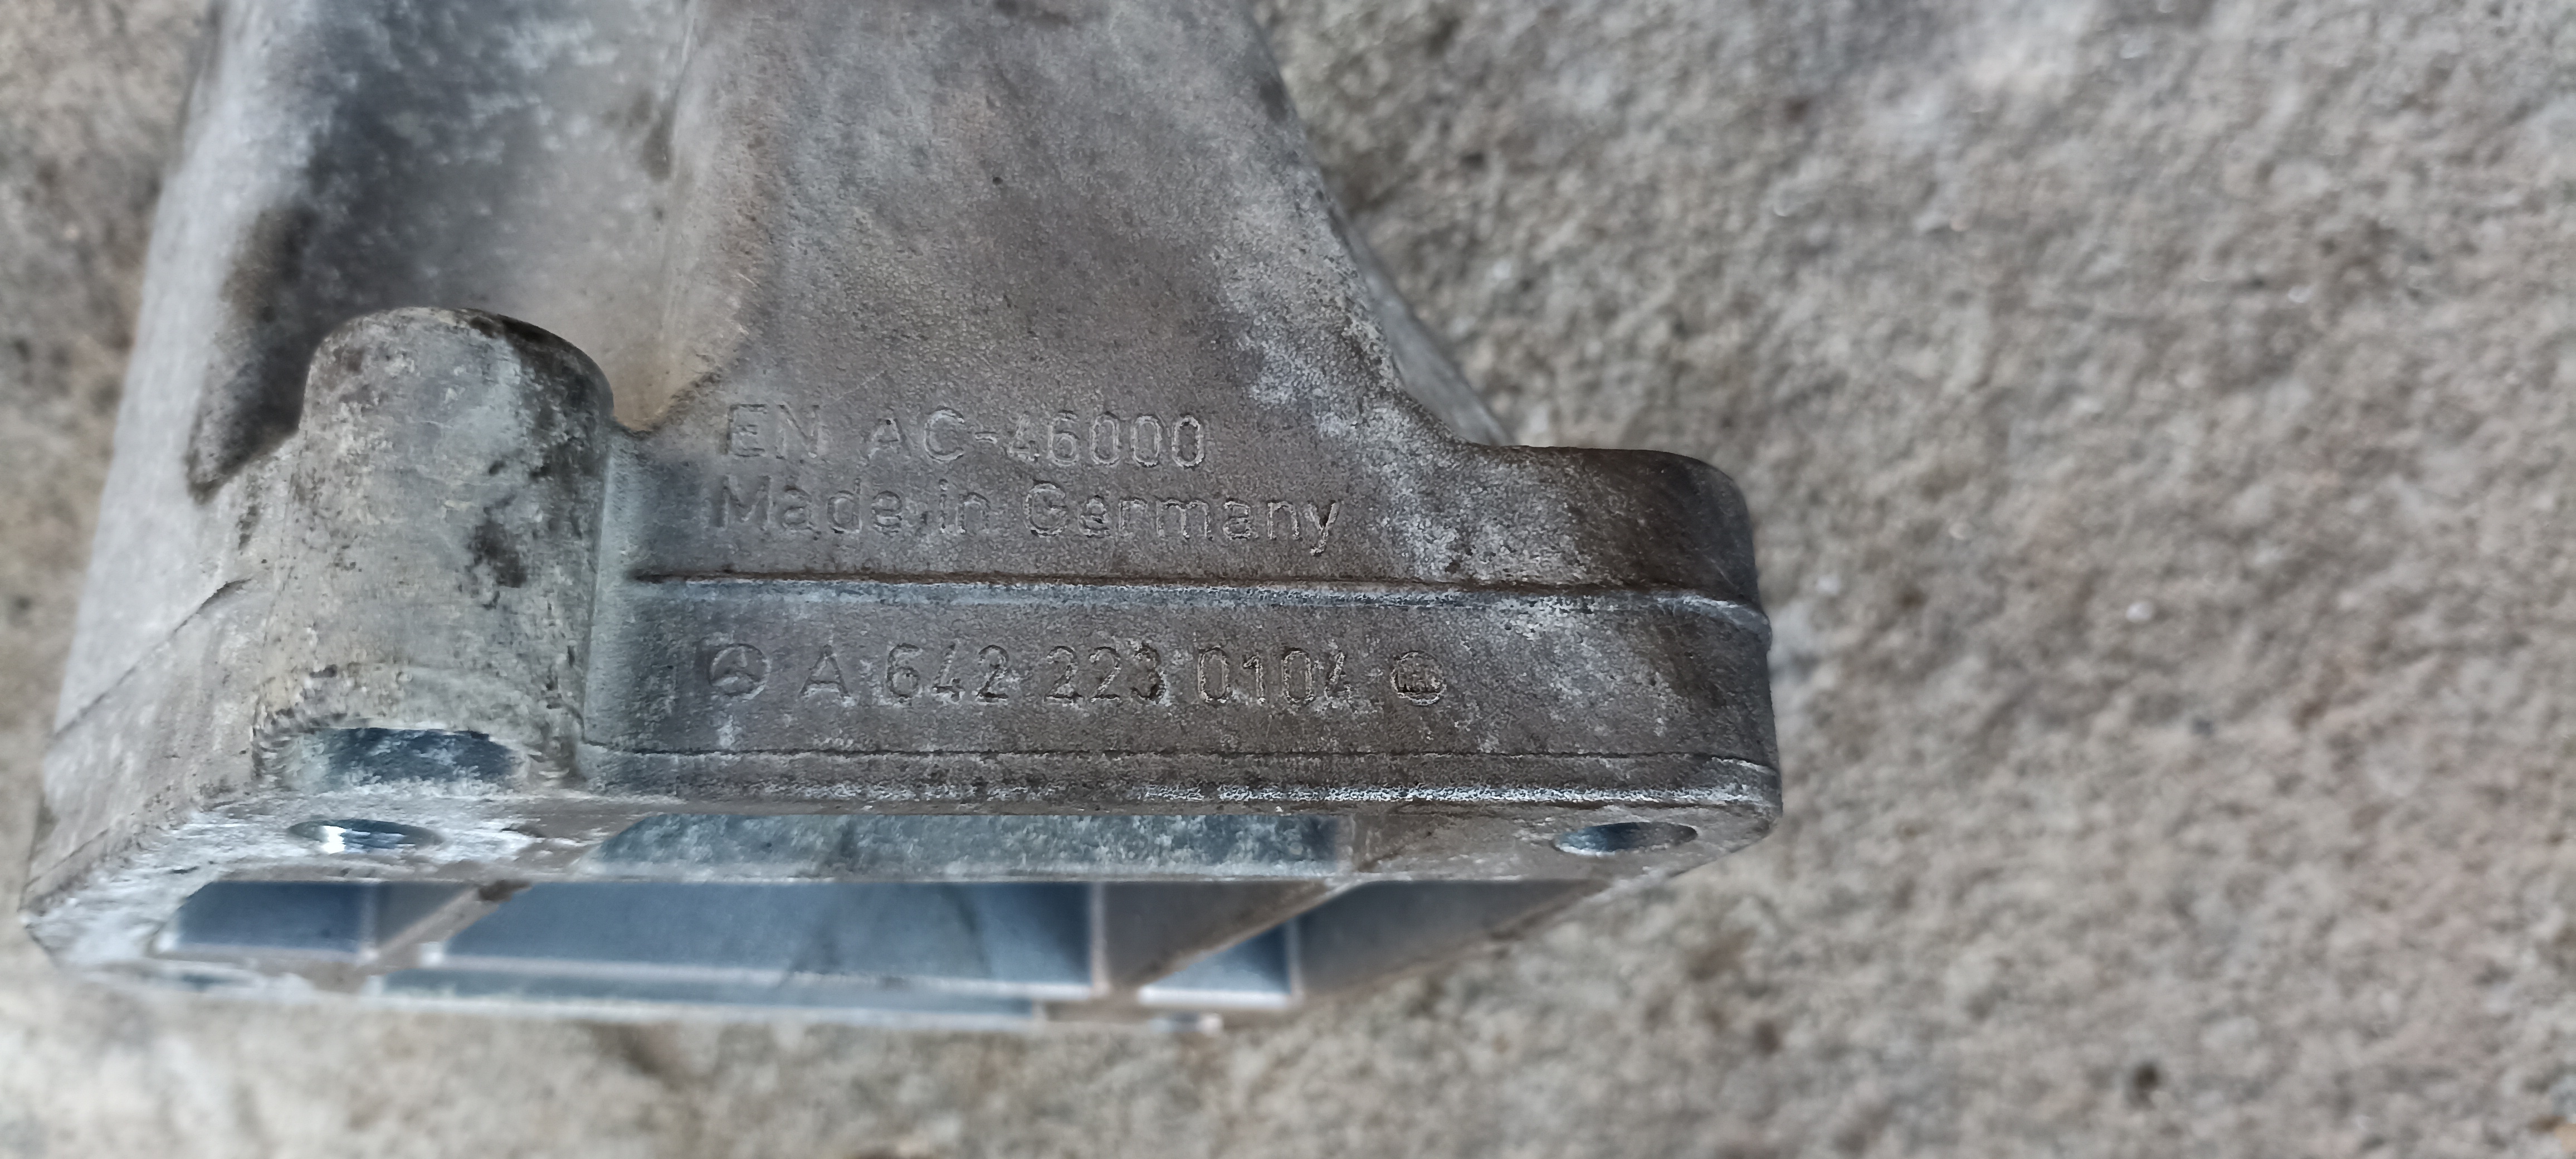 EN AC-46000
Made in Germany
A 642 223 0104